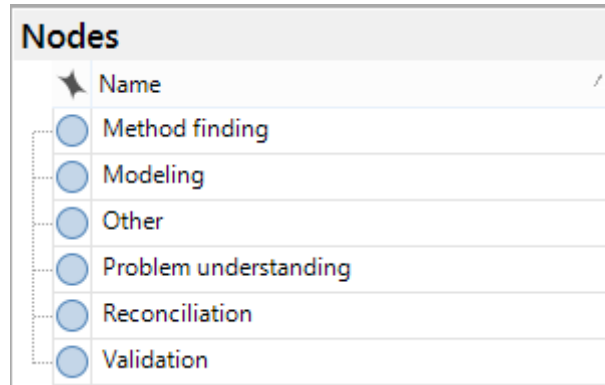 Nodes
Name
Method finding
Modeling
Other
Problem understanding
Reconciliation
Validation